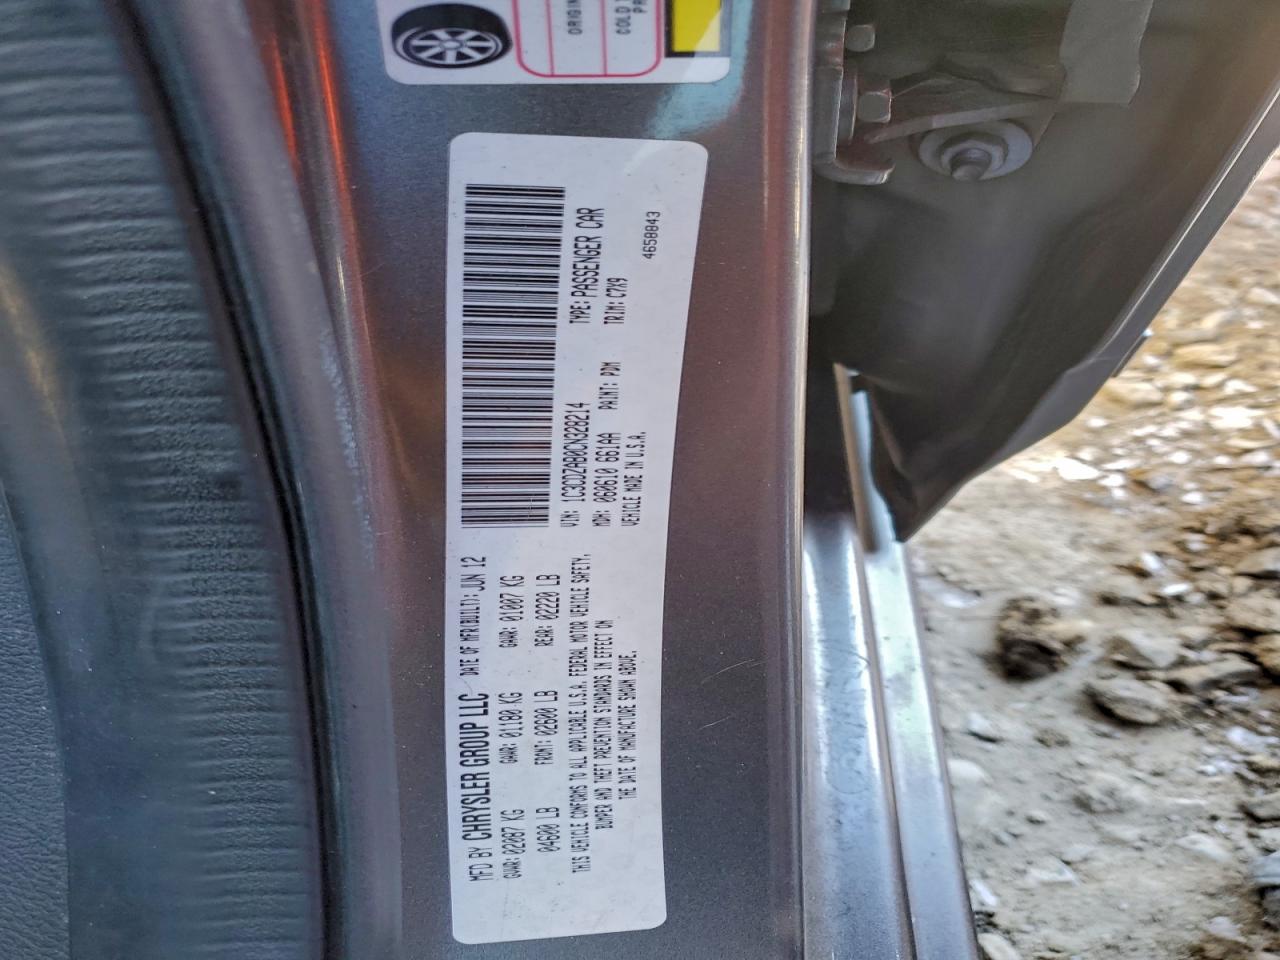 ORIGIN
COLD
MFD BY CHRYSLER GROUP LLC DATE OF MFR(BUILT): JUN 12
GVWR: 02087 KG GAWR: 01180 KG GAWR: 01007 KG
04600 LB FRONT: 02600 LB REAR: 02220 LB
THIS VEHICLE CONFORMS TO ALL APPLICABLE U.S.A. FEDERAL MOTOR VEHICLE SAFETY,
BUMPER AND THEFT PREVENTION STANDARDS IN EFFECT ON
THE DATE OF MANUFACTURE SHOWN ABOVE.
VIN: 1C3CDZAB0CN328214 TYPE: PASSENGER CAR
MDH: 060610 661AA PAINT: PDM TRIM: C7X9
VEHICLE MADE IN U.S.A.
4658843